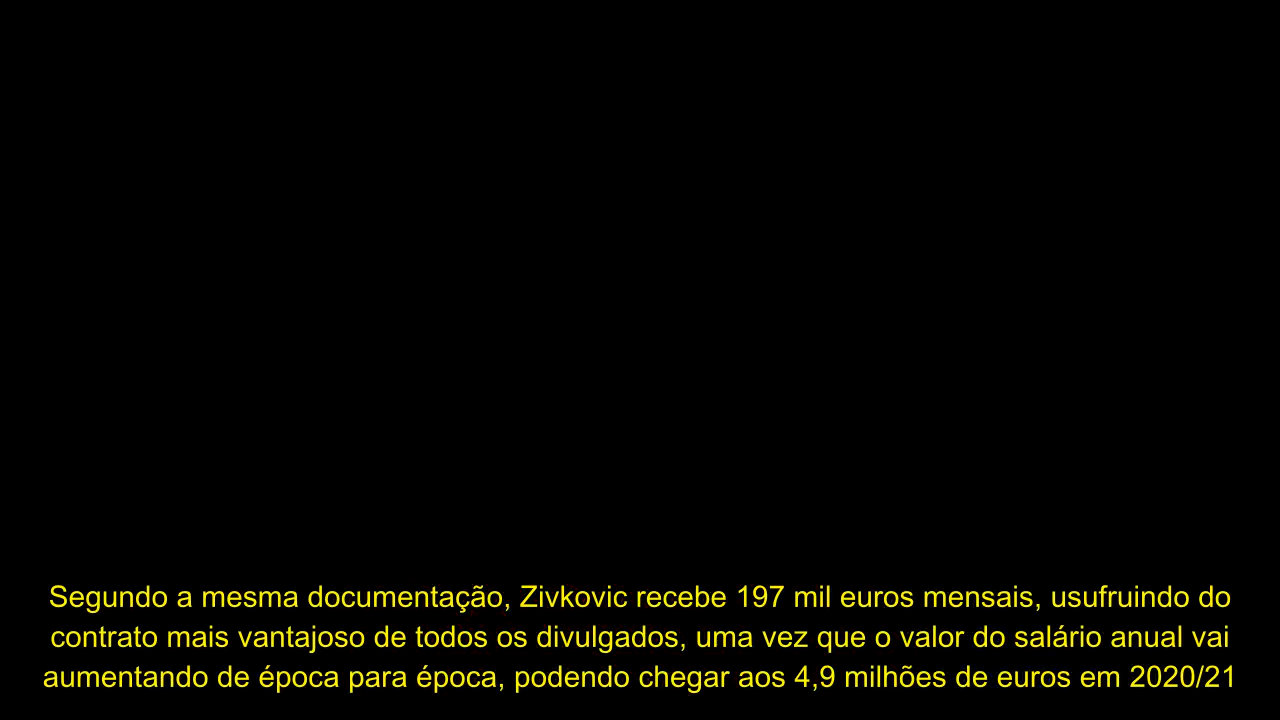 Segundo a mesma documentação, Zivkovic recebe 197 mil euros mensais, usufruindo do
contrato mais vantajoso de todos os divulgados, uma vez que o valor do salário anual vai
aumentando de época para época, podendo chegar aos 4,9 milhões de euros em 2020/21